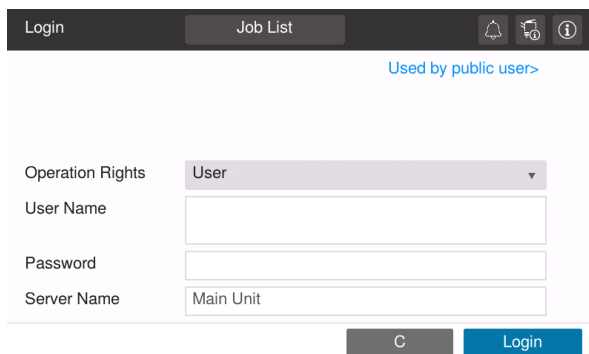 Login
Job List
Used by public user>
Operation Rights
User
User Name
Password
Server Name
Main Unit
C
Login